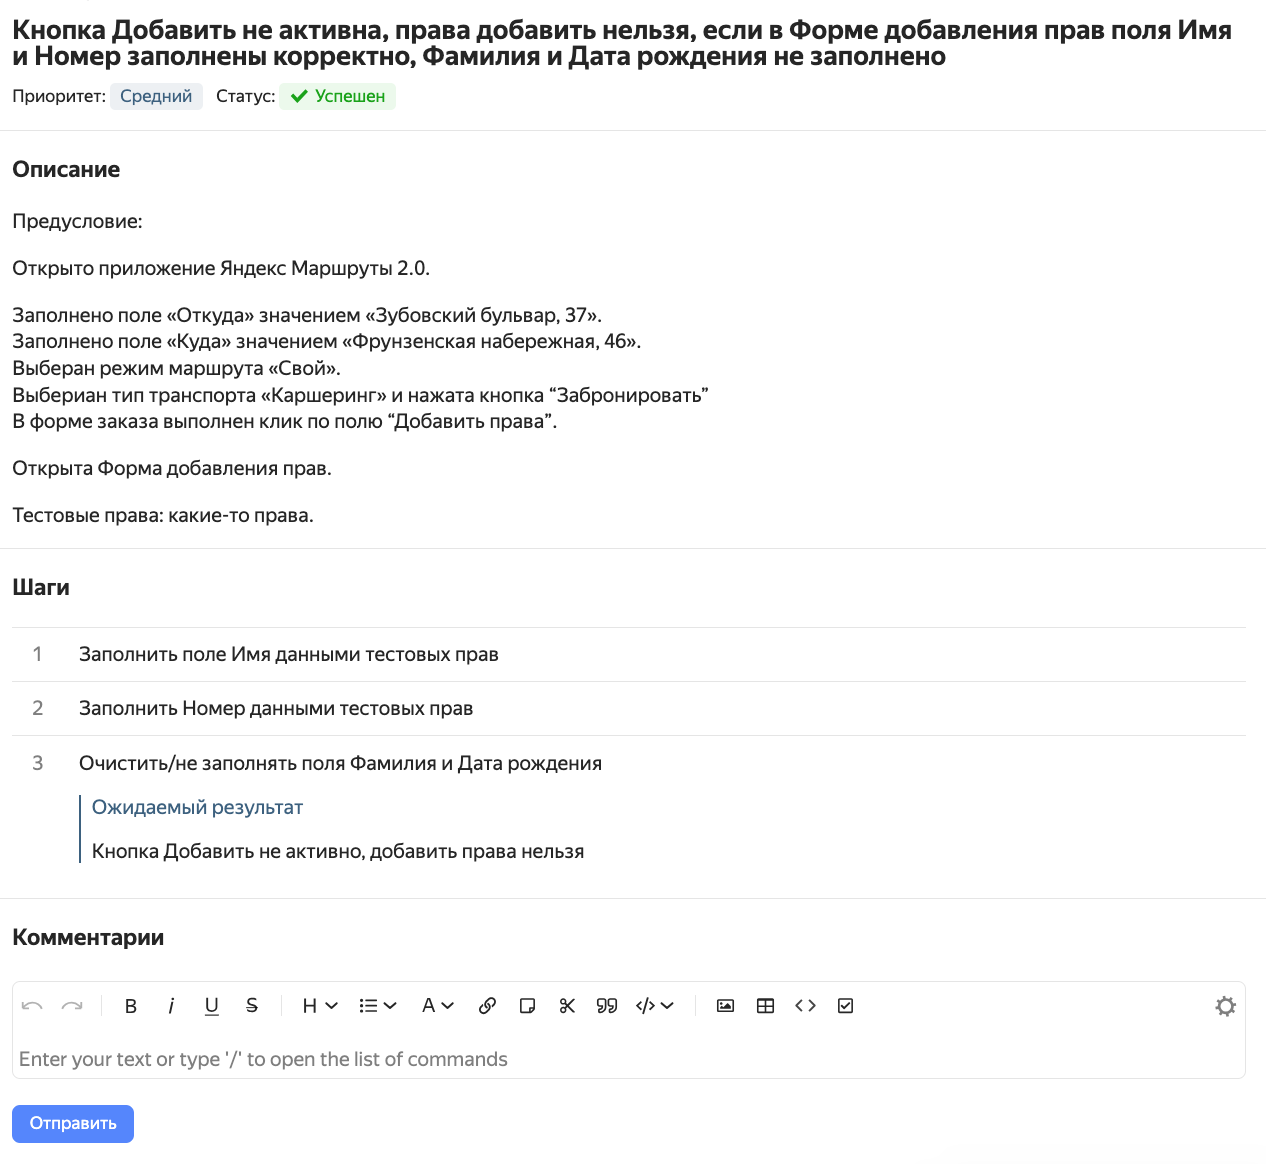 Кнопка Добавить не активна, права добавить нельзя, если в Форме добавления прав поля Имя
и Номер заполнены корректно, Фамилия и Дата рождения не заполнено
Приоритет: Средний Статус: Успешен
Описание
Предусловие:
Открыто приложение Яндекс Маршруты 2.0.
Заполнено поле «Откуда» значением «Зубовский бульвар, 37».
Заполнено поле «Куда» значением «Фрунзенская набережная, 46».
Выберан режим маршрута «Свой».
Выбериан тип транспорта «Каршеринг» и нажата кнопка “Забронировать”
В форме заказа выполнен клик по полю “Добавить права”.
Открыта Форма добавления прав.
Тестовые права: какие-то права.
Шаги
1 Заполнить поле Имя данными тестовых прав
2 Заполнить Номер данными тестовых прав
3 Очистить/не заполнять поля Фамилия и Дата рождения
Ожидаемый результат
Кнопка Добавить не активно, добавить права нельзя
Комментарии
B i U S H A
Enter your text or type '/' to open the list of commands
Отправить